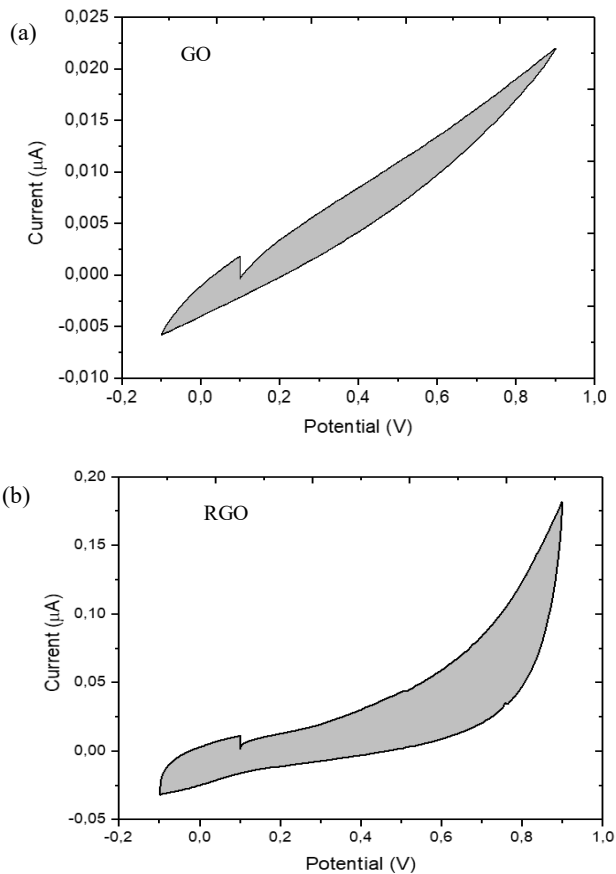 (a)
GO
0,025
0,020
0,015
0,010
0,005
0,000
-0,005
-0,010
Current (μA)
-0,2 0,0 0,2 0,4 0,6 0,8 1,0
Potential (V)
(b)
RGO
0,20
0,15
0,10
0,05
0,00
-0,05
Current (μA)
-0,2 0,0 0,2 0,4 0,6 0,8 1,0
Potential (V)